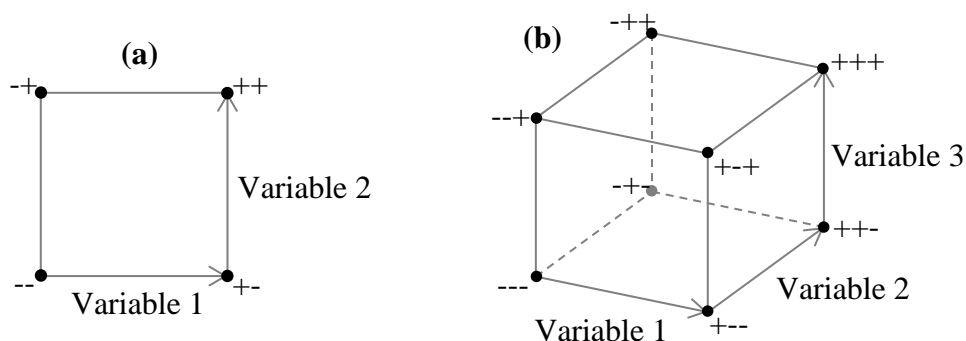 (a)
-+
++
Variable 2
--
+-
Variable 1
(b)
-++
+++
--+
+-+
Variable 3
-+-
++-
---
Variable 2
Variable 1
+--